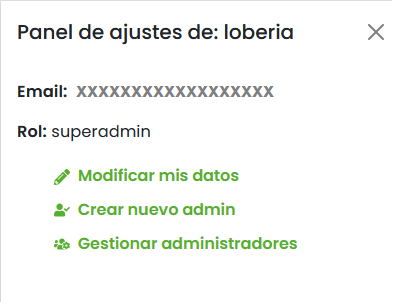 Panel de ajustes de: loberia
Email: XXXXXXXXXXXXXXXXXX
Rol: superadmin
Modificar mis datos
Crear nuevo admin
Gestionar administradores